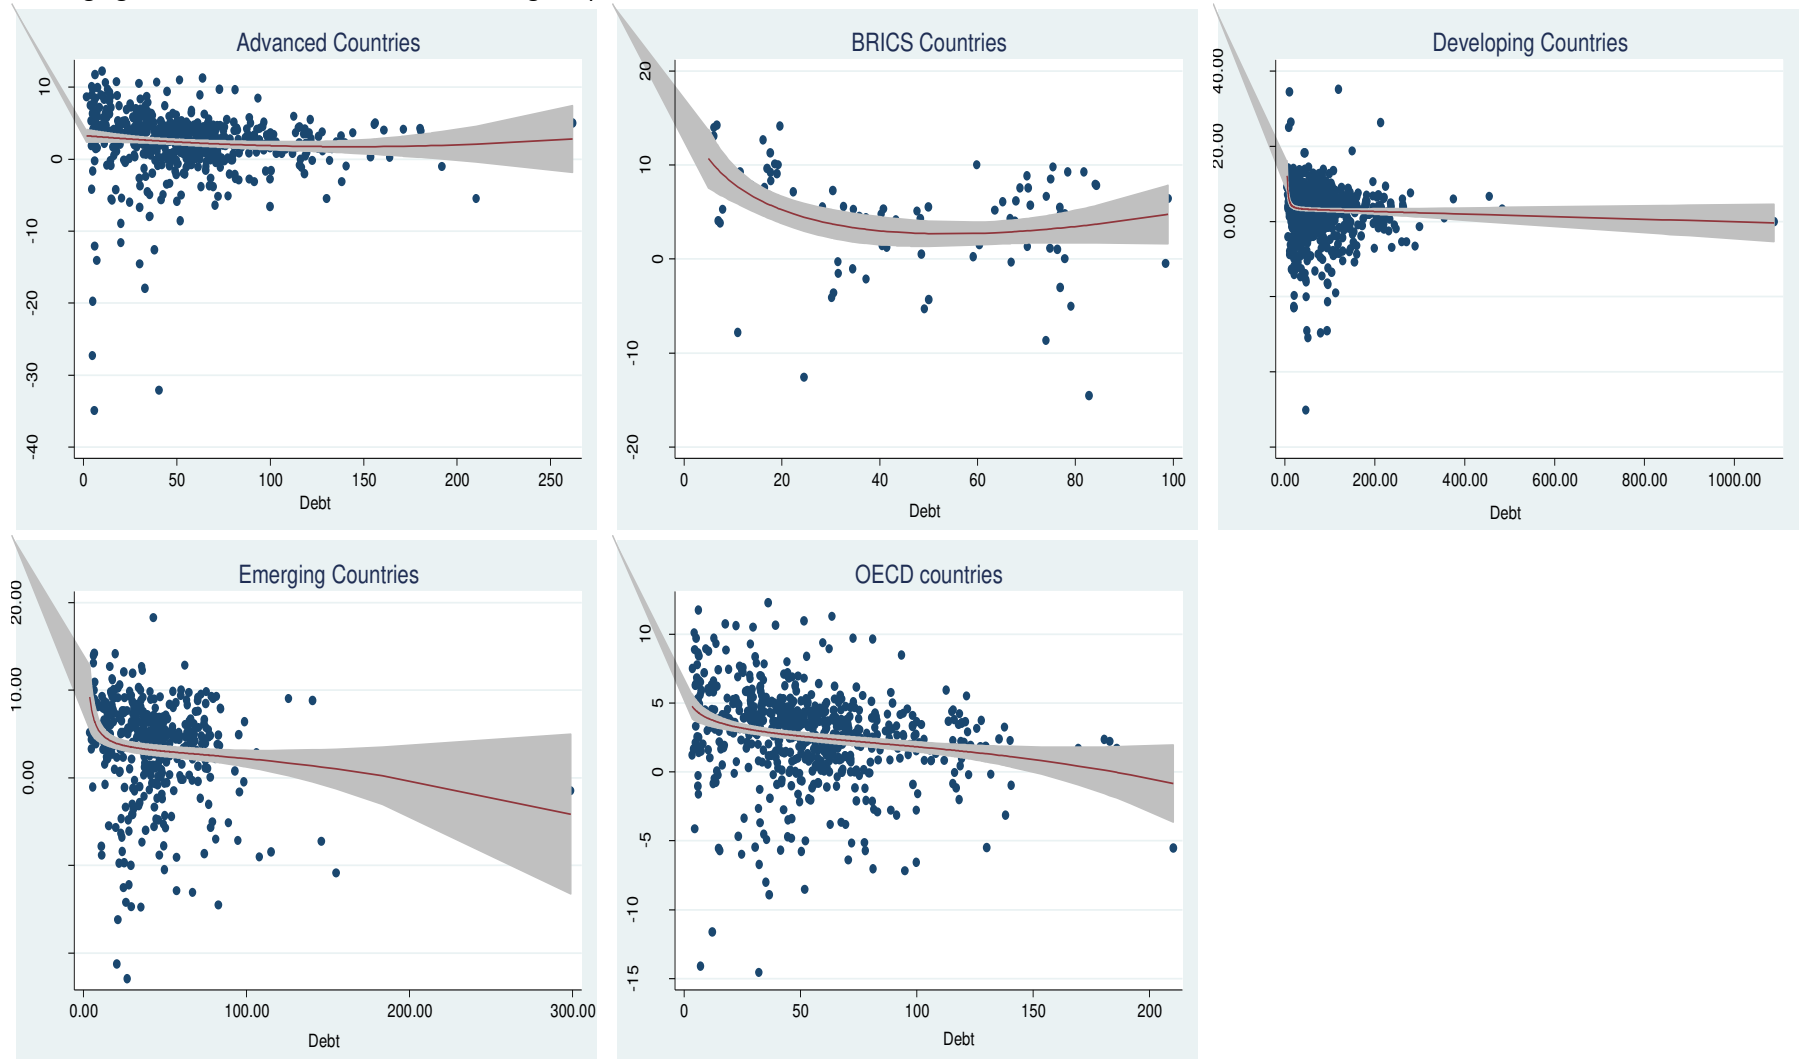 Advanced Countries
10
0
-10
-20
-30
-40
0 50 100 150 200 250
Debt
BRICS Countries
20
10
0
-10
-20
0 20 40 60 80 100
Debt
Developing Countries
40.00
20.00
0.00
0.00 200.00 400.00 600.00 800.00 1000.00
Debt
Emerging Countries
20.00
10.00
0.00
0.00 100.00 200.00 300.00
Debt
OECD countries
10
5
0
-5
-10
-15
0 50 100 150 200
Debt